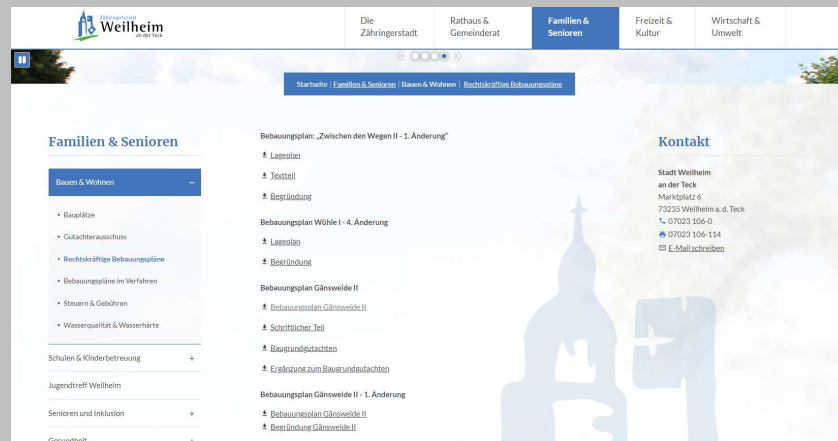 Zähringerstadt
Weilheim
an der Teck
Die
Zähringerstadt
Rathaus &
Gemeinderat
Familien &
Senioren
Freizeit &
Kultur
Wirtschaft &
Umwelt
Startseite | Familien & Senioren | Bauen & Wohnen | Rechtskräftige Bebauungspläne
Familien & Senioren
Bauen & Wohnen –
• Bauplätze
• Gutachterausschuss
• Rechtskräftige Bebauungspläne
• Bebauungspläne im Verfahren
• Steuern & Gebühren
• Wasserqualität & Wasserhärte
Schulen & Kinderbetreuung +
Jugendtreff Weilheim
Senioren und Inklusion +
Gesundheit +
Bebauungsplan: „Zwischen den Wegen II - 1. Änderung“
Lageplan
Textteil
Begründung
Bebauungsplan Wühle I - 4. Änderung
Lageplan
Begründung
Bebauungsplan Gänsweide II
Bebauungsplan Gänsweide II
Schriftlicher Teil
Baugrundgutachten
Ergänzung zum Baugrundgutachten
Bebauungsplan Gänsweide II - 1. Änderung
Bebauungsplan Gänsweide II
Begründung Gänsweide II
Kontakt
Stadt Weilheim
an der Teck
Marktplatz 6
73235 Weilheim a. d. Teck
07023 106-0
07023 106-114
E-Mail schreiben